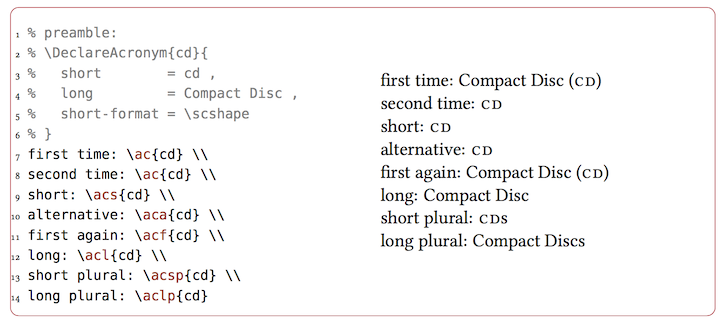 1 % preamble:
2 % \DeclareAcronym{cd}{
3 %   short        = cd ,
4 %   long         = Compact Disc ,
5 %   short-format = \scshape
6 % }
7 first time: \ac{cd} \\
8 second time: \ac{cd} \\
9 short: \acs{cd} \\
10 alternative: \aca{cd} \\
11 first again: \acf{cd} \\
12 long: \acl{cd} \\
13 short plural: \acsp{cd} \\
14 long plural: \aclp{cd}
first time: Compact Disc (CD)
second time: CD
short: CD
alternative: CD
first again: Compact Disc (CD)
long: Compact Disc
short plural: CDs
long plural: Compact Discs